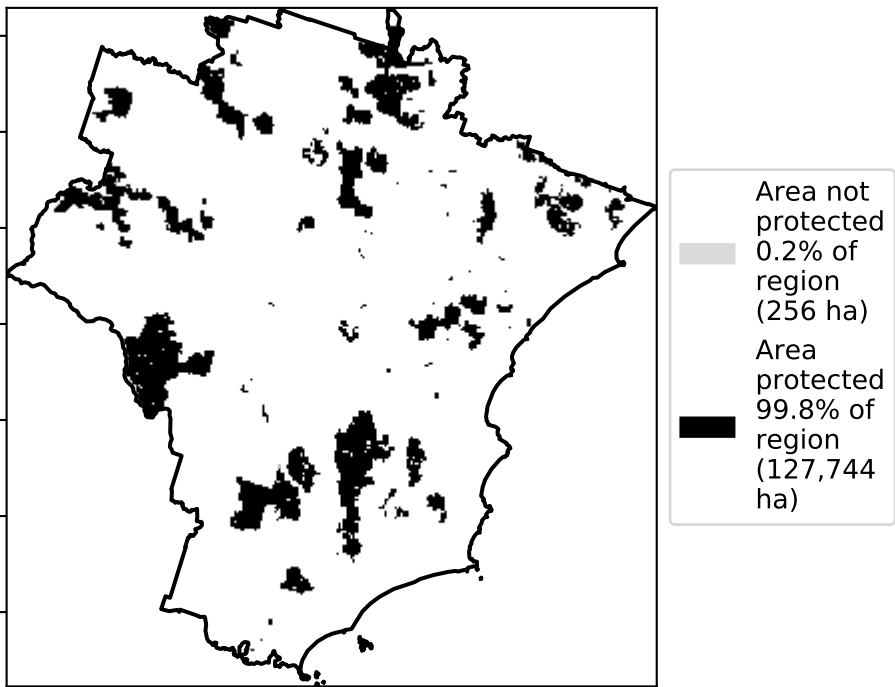 Area not
protected
0.2% of
region
(256 ha)
Area
protected
99.8% of
region
(127,744
ha)